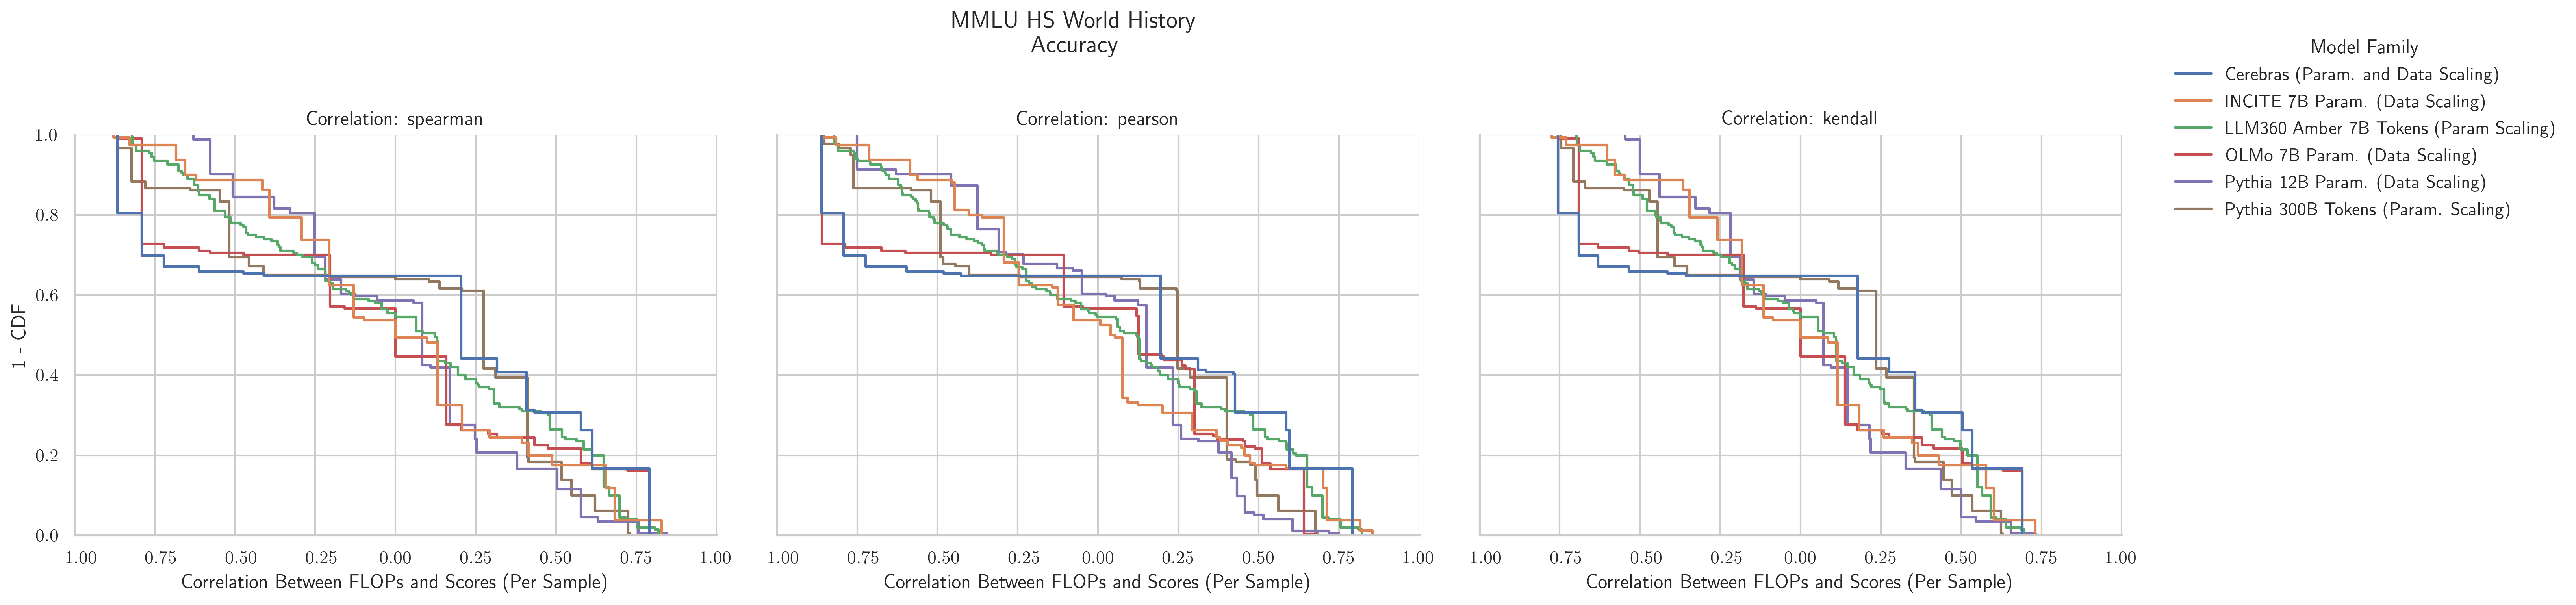 MMLU HS World History
Accuracy
Model Family
Cerebras (Param. and Data Scaling)
INCITE 7B Param. (Data Scaling)
LLM360 Amber 7B Tokens (Param Scaling)
OLMo 7B Param. (Data Scaling)
Pythia 12B Param. (Data Scaling)
Pythia 300B Tokens (Param. Scaling)
Correlation: spearman
Correlation: pearson
Correlation: kendall
1 - CDF
1.0
0.8
0.6
0.4
0.2
0.0
−1.00 −0.75 −0.50 −0.25 0.00 0.25 0.50 0.75 1.00
−1.00 −0.75 −0.50 −0.25 0.00 0.25 0.50 0.75 1.00
−1.00 −0.75 −0.50 −0.25 0.00 0.25 0.50 0.75 1.00
Correlation Between FLOPs and Scores (Per Sample)
Correlation Between FLOPs and Scores (Per Sample)
Correlation Between FLOPs and Scores (Per Sample)